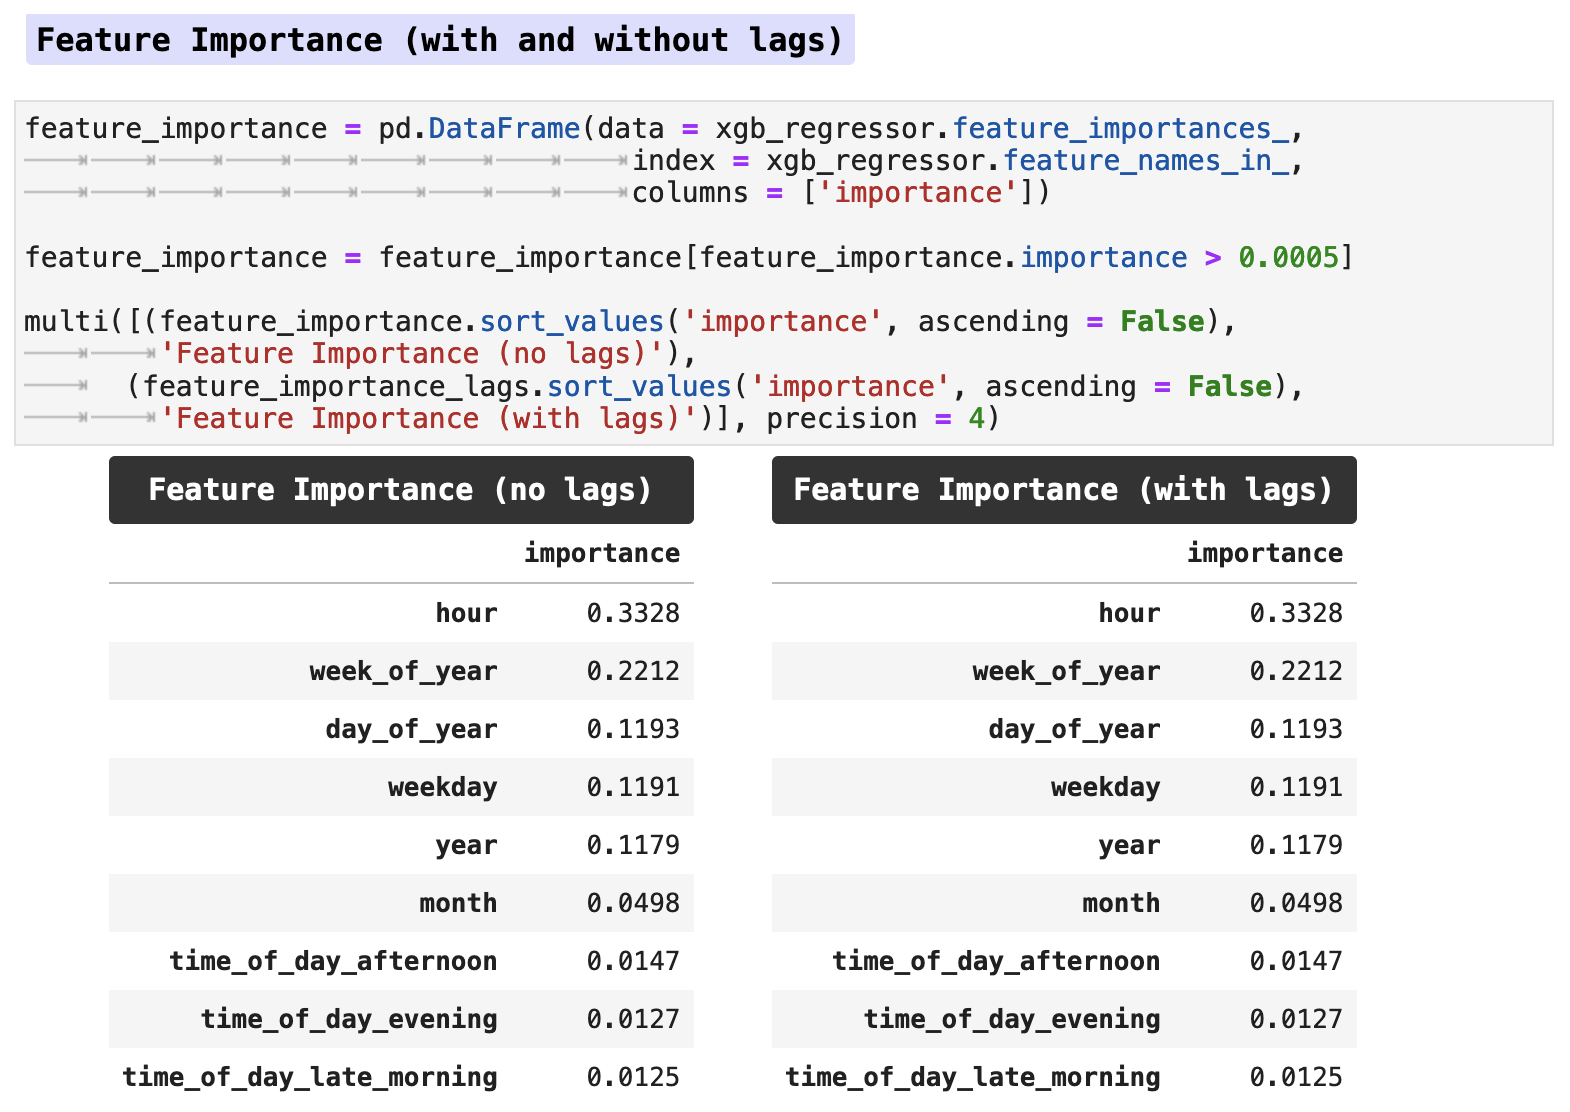 Feature Importance (with and without lags)
feature_importance = pd.DataFrame(data = xgb_regressor.feature_importances_,
index = xgb_regressor.feature_names_in_,
columns = ['importance'])
feature_importance = feature_importance[feature_importance.importance > 0.0005]
multi([(feature_importance.sort_values('importance', ascending = False),
'Feature Importance (no lags)'),
(feature_importance_lags.sort_values('importance', ascending = False),
'Feature Importance (with lags)')], precision = 4)
Feature Importance (no lags)
importance
hour 0.3328
week_of_year 0.2212
day_of_year 0.1193
weekday 0.1191
year 0.1179
month 0.0498
time_of_day_afternoon 0.0147
time_of_day_evening 0.0127
time_of_day_late_morning 0.0125
Feature Importance (with lags)
importance
hour 0.3328
week_of_year 0.2212
day_of_year 0.1193
weekday 0.1191
year 0.1179
month 0.0498
time_of_day_afternoon 0.0147
time_of_day_evening 0.0127
time_of_day_late_morning 0.0125